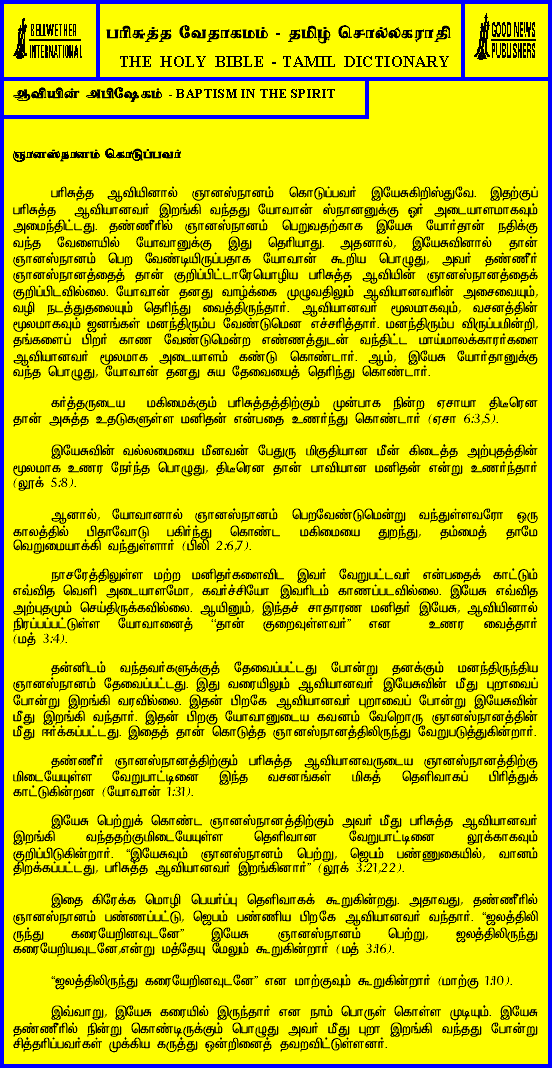 BELLWETHER
INTERNATIONAL
பரிசுத்த வேதாகமம் - தமிழ் சொல்லகராதி
THE HOLY BIBLE - TAMIL DICTIONARY
GOOD NEWS
PUBLISHERS
ஆவியின் அபிஷேகம் - BAPTISM IN THE SPIRIT
ஞானஸ்நானம் கொடுப்பவர்
பரிசுத்த ஆவியினால் ஞானஸ்நானம் கொடுப்பவர் இயேசுகிறிஸ்துவே. இதற்குப்
பரிசுத்த ஆவியானவர் இறங்கி வந்தது யோவான் ஸ்நானனுக்கு ஓர் அடையாளமாகவும்
அமைந்திட்டது. தண்ணீரில் ஞானஸ்நானம் பெறுவதற்காக இயேசு யோர்தான் நதிக்கு
வந்த வேளையில் யோவானுக்கு இது தெரியாது. அதனால், இயேசுவினால் தான்
ஞானஸ்நானம் பெற வேண்டியிருப்பதாக யோவான் கூறிய பொழுது, அவர் தண்ணீர்
ஞானஸ்நானத்தைத் தான் குறிப்பிட்டாரேயொழிய பரிசுத்த ஆவியின் ஞானஸ்நானத்தைக்
குறிப்பிடவில்லை. யோவான் தனது வாழ்க்கை முழுவதிலும் ஆவியானவரின் அசைவையும்,
வழி நடத்துதலையும் தெரிந்து வைத்திருந்தார். ஆவியானவர் மூலமாகவும், வசனத்தின்
மூலமாகவும் ஜனங்கள் மனந்திரும்ப வேண்டுமென எச்சரித்தார். மனந்திரும்ப விருப்பமின்றி,
தங்களைப் பிறர் காண வேண்டுமென்ற எண்ணத்துடன் வந்திட்ட மாய்மாலக்காரர்களை
ஆவியானவர் மூலமாக அடையாளம் கண்டு கொண்டார். ஆம், இயேசு யோர்தானுக்கு
வந்த பொழுது, யோவான் தனது சுய தேவையைத் தெரிந்து கொண்டார்.
கர்த்தருடைய மகிமைக்கும் பரிசுத்தத்திற்கும் முன்பாக நின்ற ஏசாயா திடீரென
தான் அசுத்த உதடுகளுள்ள மனிதன் என்பதை உணர்ந்து கொண்டார் (ஏசா 6:3,5).
இயேசுவின் வல்லமையை மீனவன் பேதுரு மிகுதியான மீன் கிடைத்த அற்புதத்தின்
மூலமாக உணர நேர்ந்த பொழுது, திடீரென தான் பாவியான மனிதன் என்று உணர்ந்தார்
(லூக் 5:8).
ஆனால், யோவானால் ஞானஸ்நானம் பெறவேண்டுமென்று வந்துள்ளவரோ ஒரு
காலத்தில் பிதாவோடு பகிர்ந்து கொண்ட மகிமையை துறந்து, தம்மைத் தாமே
வெறுமையாக்கி வந்துள்ளார் (பிலி 2:6,7).
நாசரேத்திலுள்ள மற்ற மனிதர்களைவிட இவர் வேறுபட்டவர் என்பதைக் காட்டும்
எவ்வித வெளி அடையாளமோ, கவர்ச்சியோ இவரிடம் காணப்படவில்லை. இயேசு எவ்வித
அற்புதமும் செய்திருக்கவில்லை. ஆயினும், இந்தச் சாதாரண மனிதர் இயேசு, ஆவியினால்
நிரப்பப்பட்டுள்ள யோவானைத் “தான் குறைவுள்ளவர்” என உணர வைத்தார்
(மத் 3:4).
தன்னிடம் வந்தவர்களுக்குத் தேவைப்பட்டது போன்று தனக்கும் மனந்திருந்திய
ஞானஸ்நானம் தேவைப்பட்டது. இது வரையிலும் ஆவியானவர் இயேசுவின் மீது புறாவைப்
போன்று இறங்கி வரவில்லை. இதன் பிறகே ஆவியானவர் புறாவைப் போன்று இயேசுவின்
மீது இறங்கி வந்தார். இதன் பிறகு யோவானுடைய கவனம் வேறொரு ஞானஸ்நானத்தின்
மீது ஈர்க்கப்பட்டது. இதைத் தான் கொடுத்த ஞானஸ்நானத்திலிருந்து வேறுபடுத்துகின்றார்.
தண்ணீர் ஞானஸ்நானத்திற்கும் பரிசுத்த ஆவியானவருடைய ஞானஸ்நானத்திற்கு
மிடையேயுள்ள வேறுபாட்டினை இந்த வசனங்கள் மிகத் தெளிவாகப் பிரித்துக்
காட்டுகின்றன (யோவான் 1:31).
இயேசு பெற்றுக் கொண்ட ஞானஸ்நானத்திற்கும் அவர் மீது பரிசுத்த ஆவியானவர்
இறங்கி வந்ததற்குமிடையேயுள்ள தெளிவான வேறுபாட்டினை லூக்காகவும்
குறிப்பிடுகின்றார். “இயேசுவும் ஞானஸ்நானம் பெற்று, ஜெபம் பண்ணுகையில், வானம்
திறக்கப்பட்டது, பரிசுத்த ஆவியானவர் இறங்கினார்” (லூக் 3:21,22).
இதை கிரேக்க மொழி பெயர்ப்பு தெளிவாகக் கூறுகின்றது. அதாவது, தண்ணீரில்
ஞானஸ்நானம் பண்ணப்பட்டு, ஜெபம் பண்ணிய பிறகே ஆவியானவர் வந்தார். “ஜலத்திலி
ருந்து கரையேறினவுடனே” இயேசு ஞானஸ்நானம் பெற்று, ஜலத்திலிருந்து
கரையேறியவுடனே,என்று மத்தேயு மேலும் கூறுகின்றார் (மத் 3:16).
“ஜலத்திலிருந்து கரையேறினவுடனே” என மாற்குவும் கூறுகின்றார் (மாற்கு 1:10).
இவ்வாறு, இயேசு கரையில் இருந்தார் என நாம் பொருள் கொள்ள முடியும். இயேசு
தண்ணீரில் நின்று கொண்டிருக்கும் பொழுது அவர் மீது புறா இறங்கி வந்தது போன்று
சித்தரிப்பவர்கள் முக்கிய கருத்து ஒன்றினைத் தவறவிட்டுள்ளனர்.